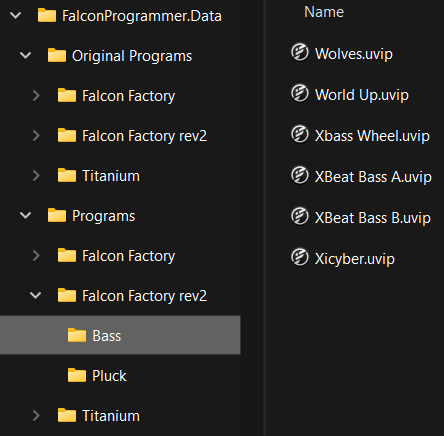 FalconProgrammer.Data
Original Programs
Falcon Factory
Falcon Factory rev2
Titanium
Programs
Falcon Factory
Falcon Factory rev2
Bass
Pluck
Titanium
Name
Wolves.uvip
World Up.uvip
Xbass Wheel.uvip
XBeat Bass A.uvip
XBeat Bass B.uvip
Xicyber.uvip